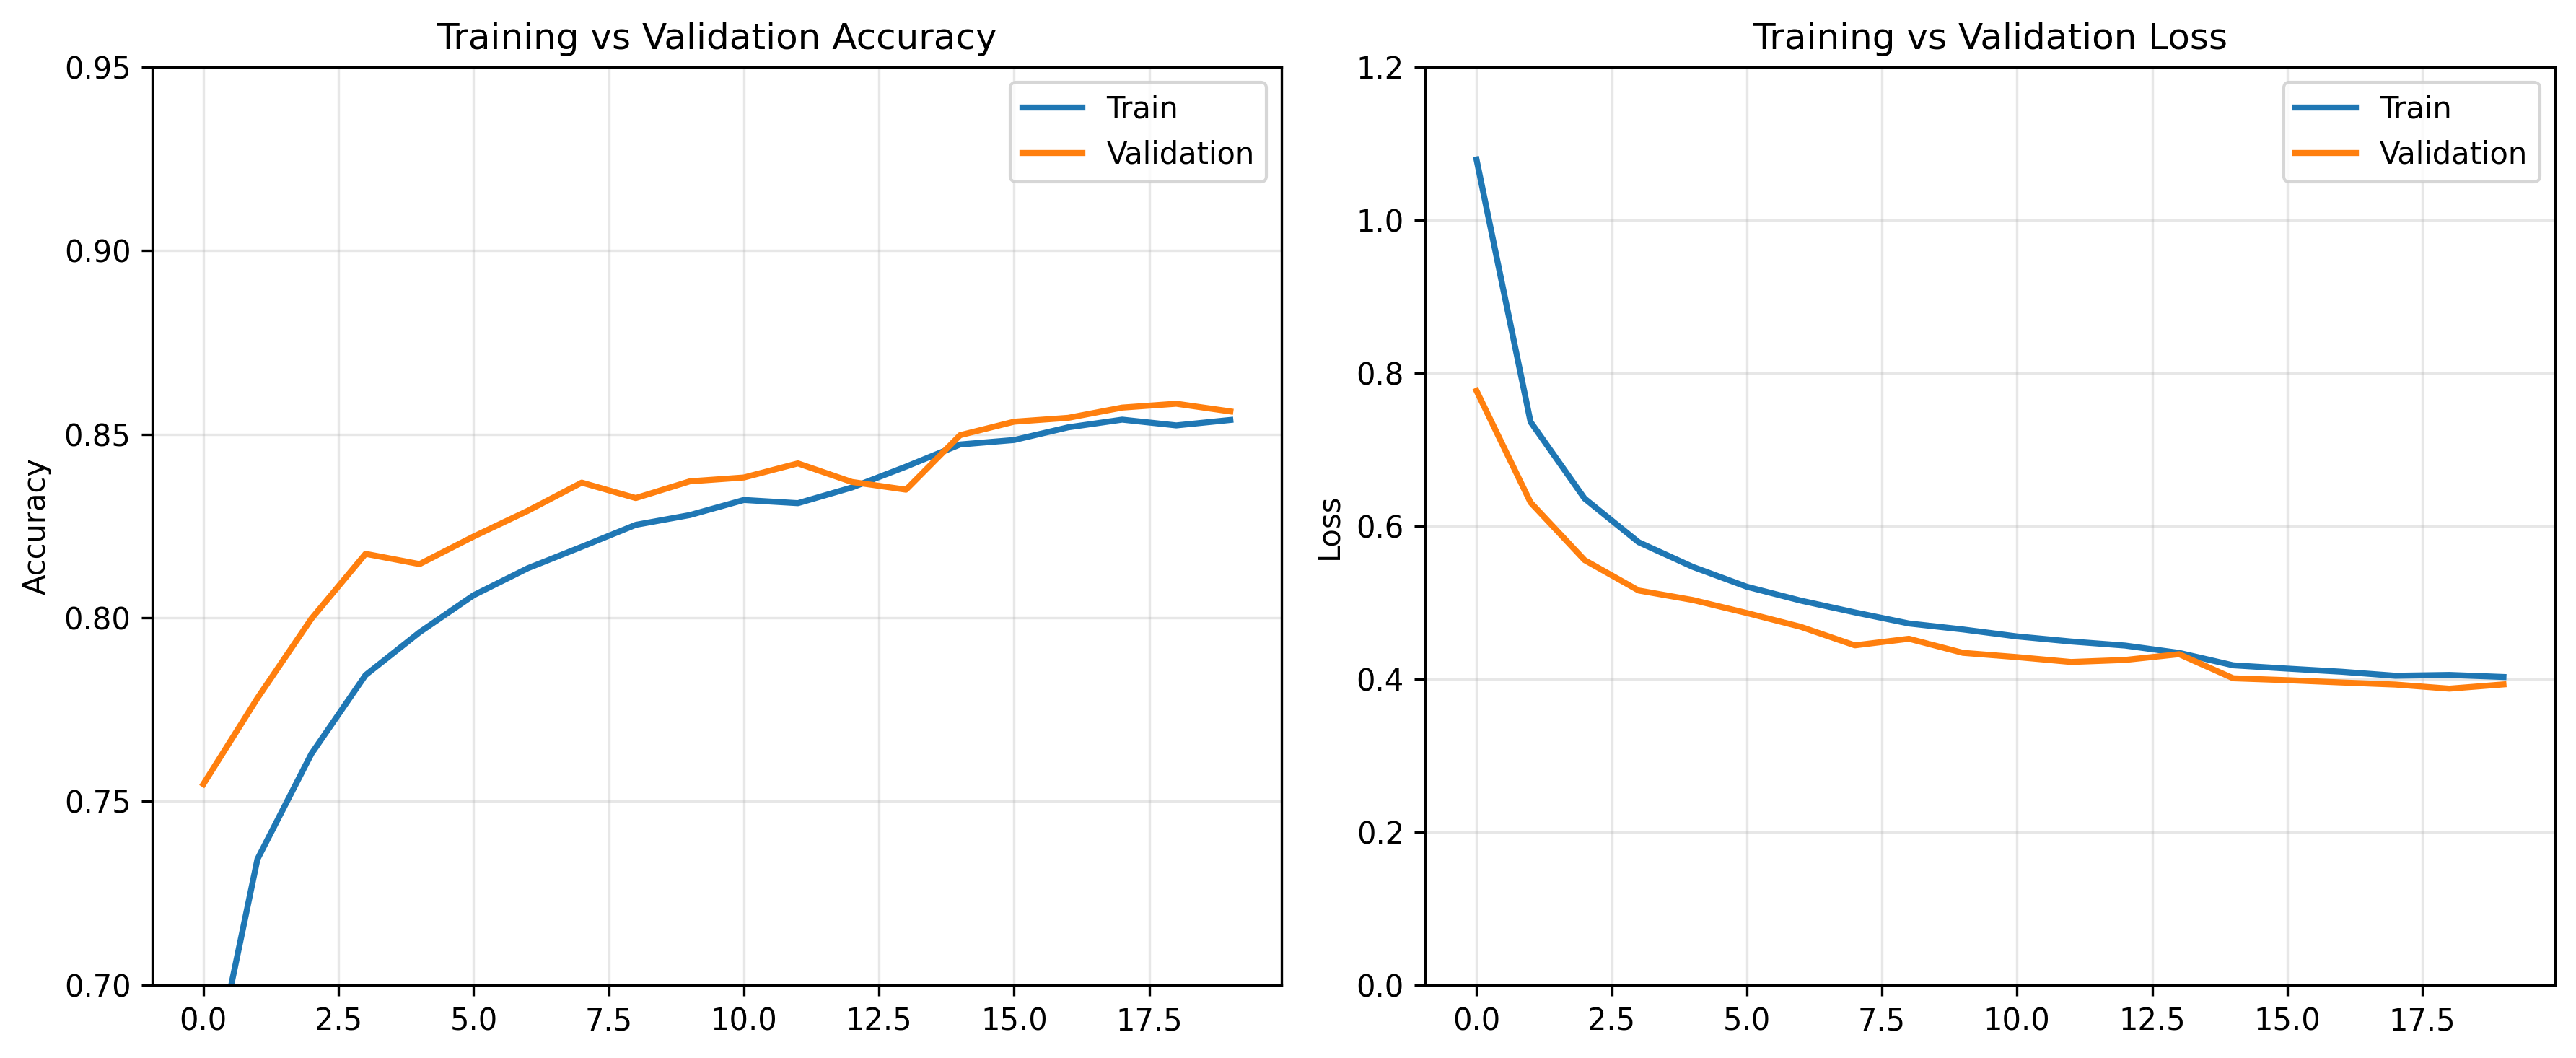 Training vs Validation Accuracy
0.95
0.90
0.85
0.80
0.75
0.70
Accuracy
Train
Validation
0.0 2.5 5.0 7.5 10.0 12.5 15.0 17.5
Training vs Validation Loss
1.2
1.0
0.8
0.6
0.4
0.2
0.0
Loss
Train
Validation
0.0 2.5 5.0 7.5 10.0 12.5 15.0 17.5